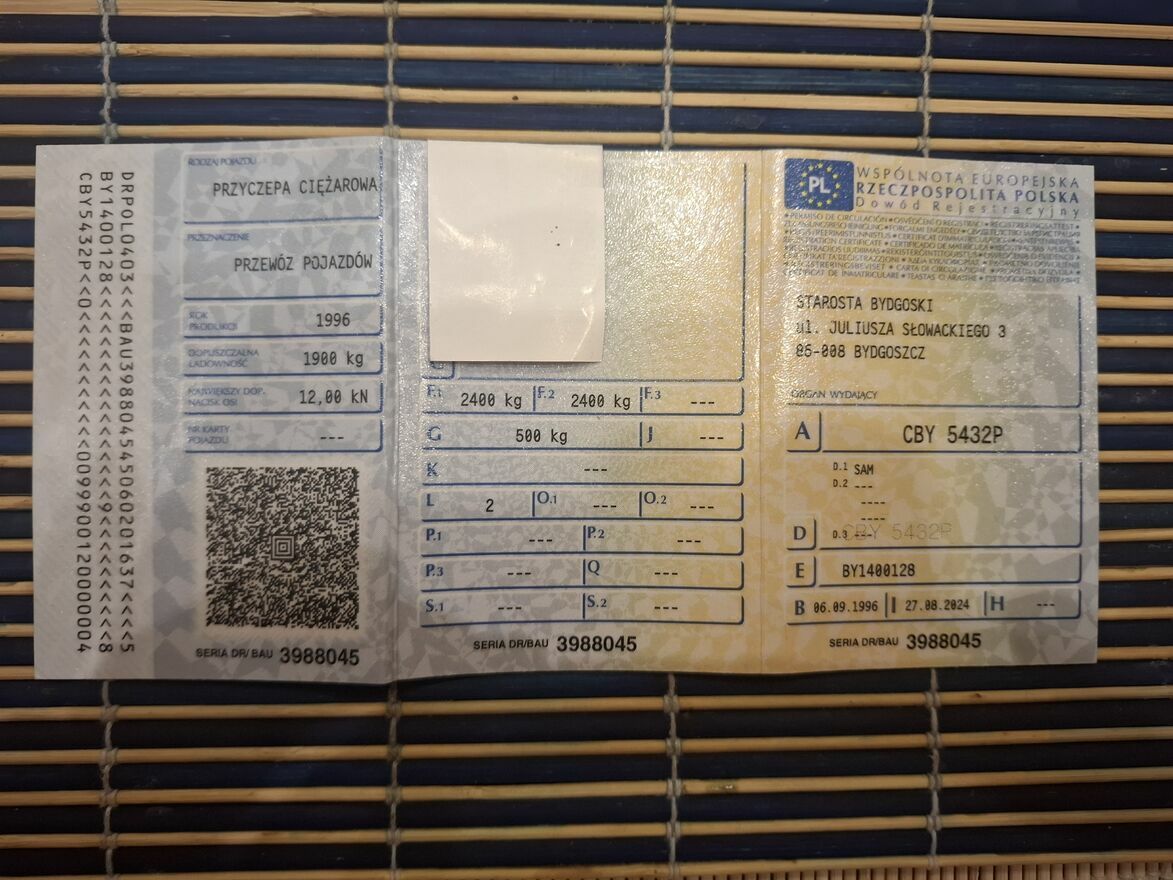 DRPOL0403<<<BAU39880454506020163​7<<<<5
BY1400128<<<<<<<<<<<<<<<<9<<<<<<<<8
CBY5432P<<0<<<<<<<<<<<<0099900120000004
RODZAJ POJAZDU
PRZYCZEPA CIĘŻAROWA
PRZEZNACZENIE
PRZEWÓZ POJAZDÓW
ROK PRODUKCJI
1996
DOPUSZCZALNA ŁADOWNOŚĆ
1900 kg
NAJWIĘKSZY DOP. NACISK OSI
12,00 kN
NR KARTY POJAZDU
---
SERIA DR/BAU 3988045
F.1 2400 kg F.2 2400 kg F.3 ---
G 500 kg J ---
K ---
L 2 O.1 --- O.2 ---
P.1 --- P.2 ---
P.3 --- Q ---
S.1 --- S.2 ---
SERIA DR/BAU 3988045
PL
WSPÓLNOTA EUROPEJSKA
RZECZPOSPOLITA POLSKA
Dowód Rejestracyjny
STAROSTA BYDGOSKI
ul. JULIUSZA SŁOWACKIEGO 3
86-008 BYDGOSZCZ
ORGAN WYDAJĄCY
A CBY 5432P
D.1 SAM
D.2 ---
----
----
D D.3 ---
CBY 5432P
E BY1400128
B 06.09.1996 I 27.08.2024 H ---
SERIA DR/BAU 3988045